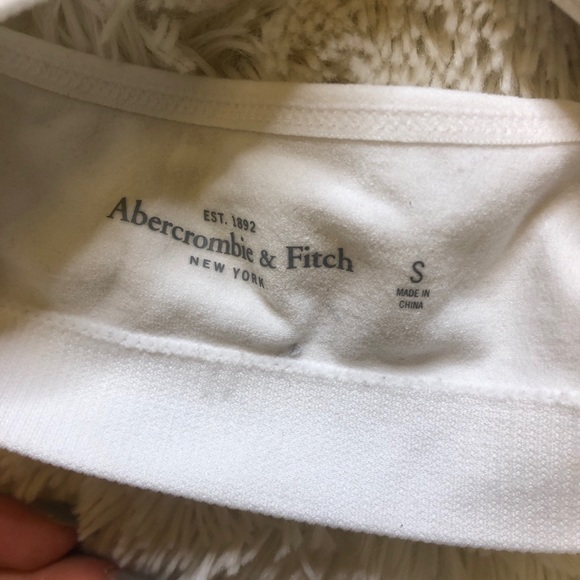 EST. 1892
Abercrombie & Fitch
NEW YORK
S
MADE IN
CHINA